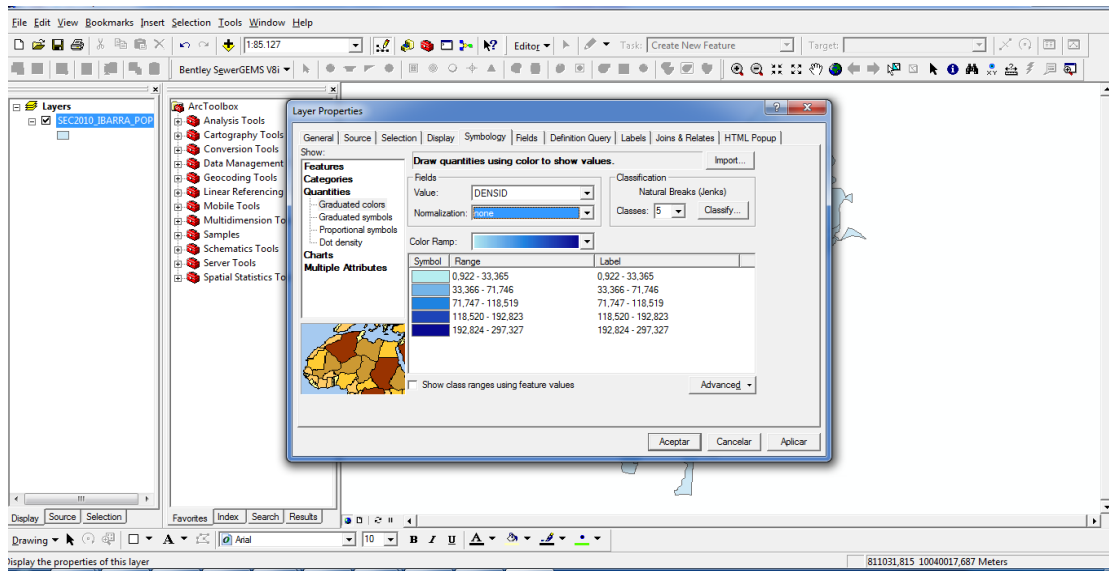 File Edit View Bookmarks Insert Selection Tools Window Help
1:85.127 Editor Task: Create New Feature Target:
Bentley SewerGEMS V8i
Layers
SEC2010_IBARRA_POP
ArcToolbox
Analysis Tools
Cartography Tools
Conversion Tools
Data Management
Geocoding Tools
Linear Referencing
Mobile Tools
Multidimension To
Samples
Schematics Tools
Server Tools
Spatial Statistics To
Layer Properties
General Source Selection Display Symbology Fields Definition Query Labels Joins & Relates HTML Popup
Show:
Features
Categories
Quantities
Graduated colors
Graduated symbols
Proportional symbols
Dot density
Charts
Multiple Attributes
Draw quantities using color to show values. Import...
Fields
Value: DENSID
Normalization: none
Classification
Natural Breaks (Jenks)
Classes: 5 Classify...
Color Ramp:
Symbol Range Label
0,922 - 33,365 0,922 - 33,365
33,366 - 71,746 33,366 - 71,746
71,747 - 118,519 71,747 - 118,519
118,520 - 192,823 118,520 - 192,823
192,824 - 297,327 192,824 - 297,327
Show class ranges using feature values Advanced
Aceptar Cancelar Aplicar
Display Source Selection Favorites Index Search Results
Drawing A Arial 10 B I U A
Display the properties of this layer 811031,815 10040017,687 Meters